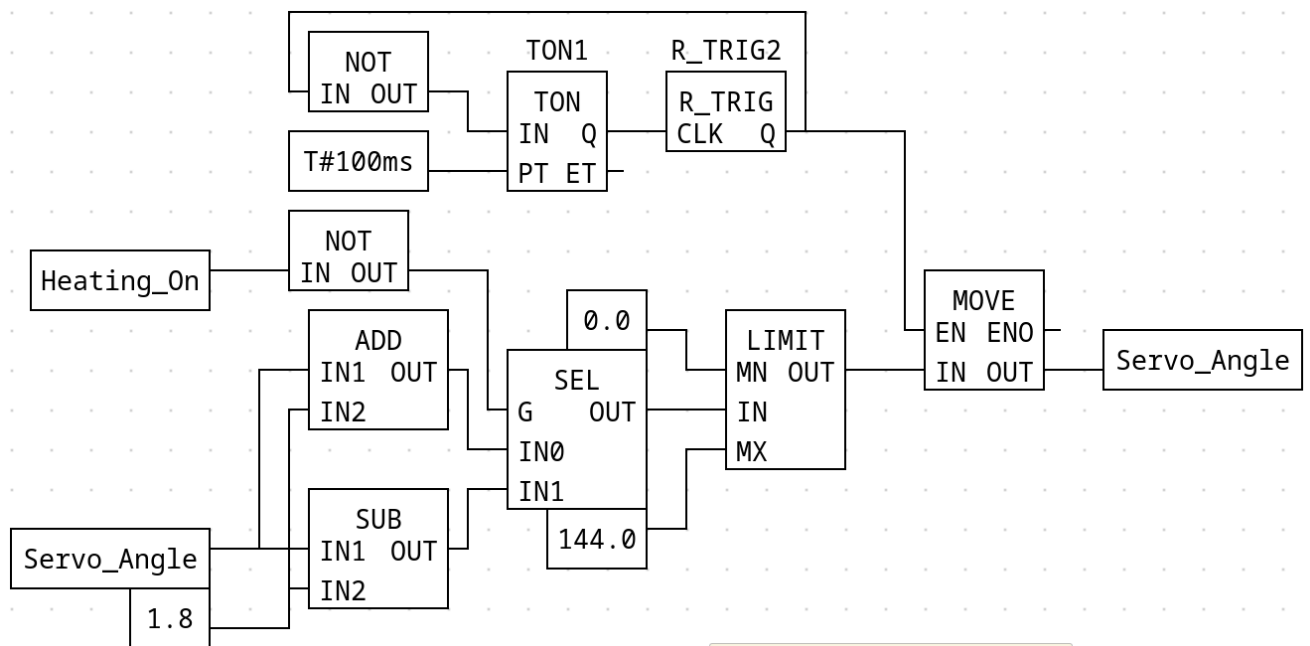 NOT
IN OUT
TON1
TON
IN Q
PT ET
R_TRIG2
R_TRIG
CLK Q
T#100ms
Heating_On
NOT
IN OUT
ADD
IN1 OUT
IN2
0.0
SEL
G OUT
IN0
IN1
144.0
LIMIT
MN OUT
IN
MX
MOVE
EN ENO
IN OUT
Servo_Angle
SUB
IN1 OUT
IN2
Servo_Angle
1.8